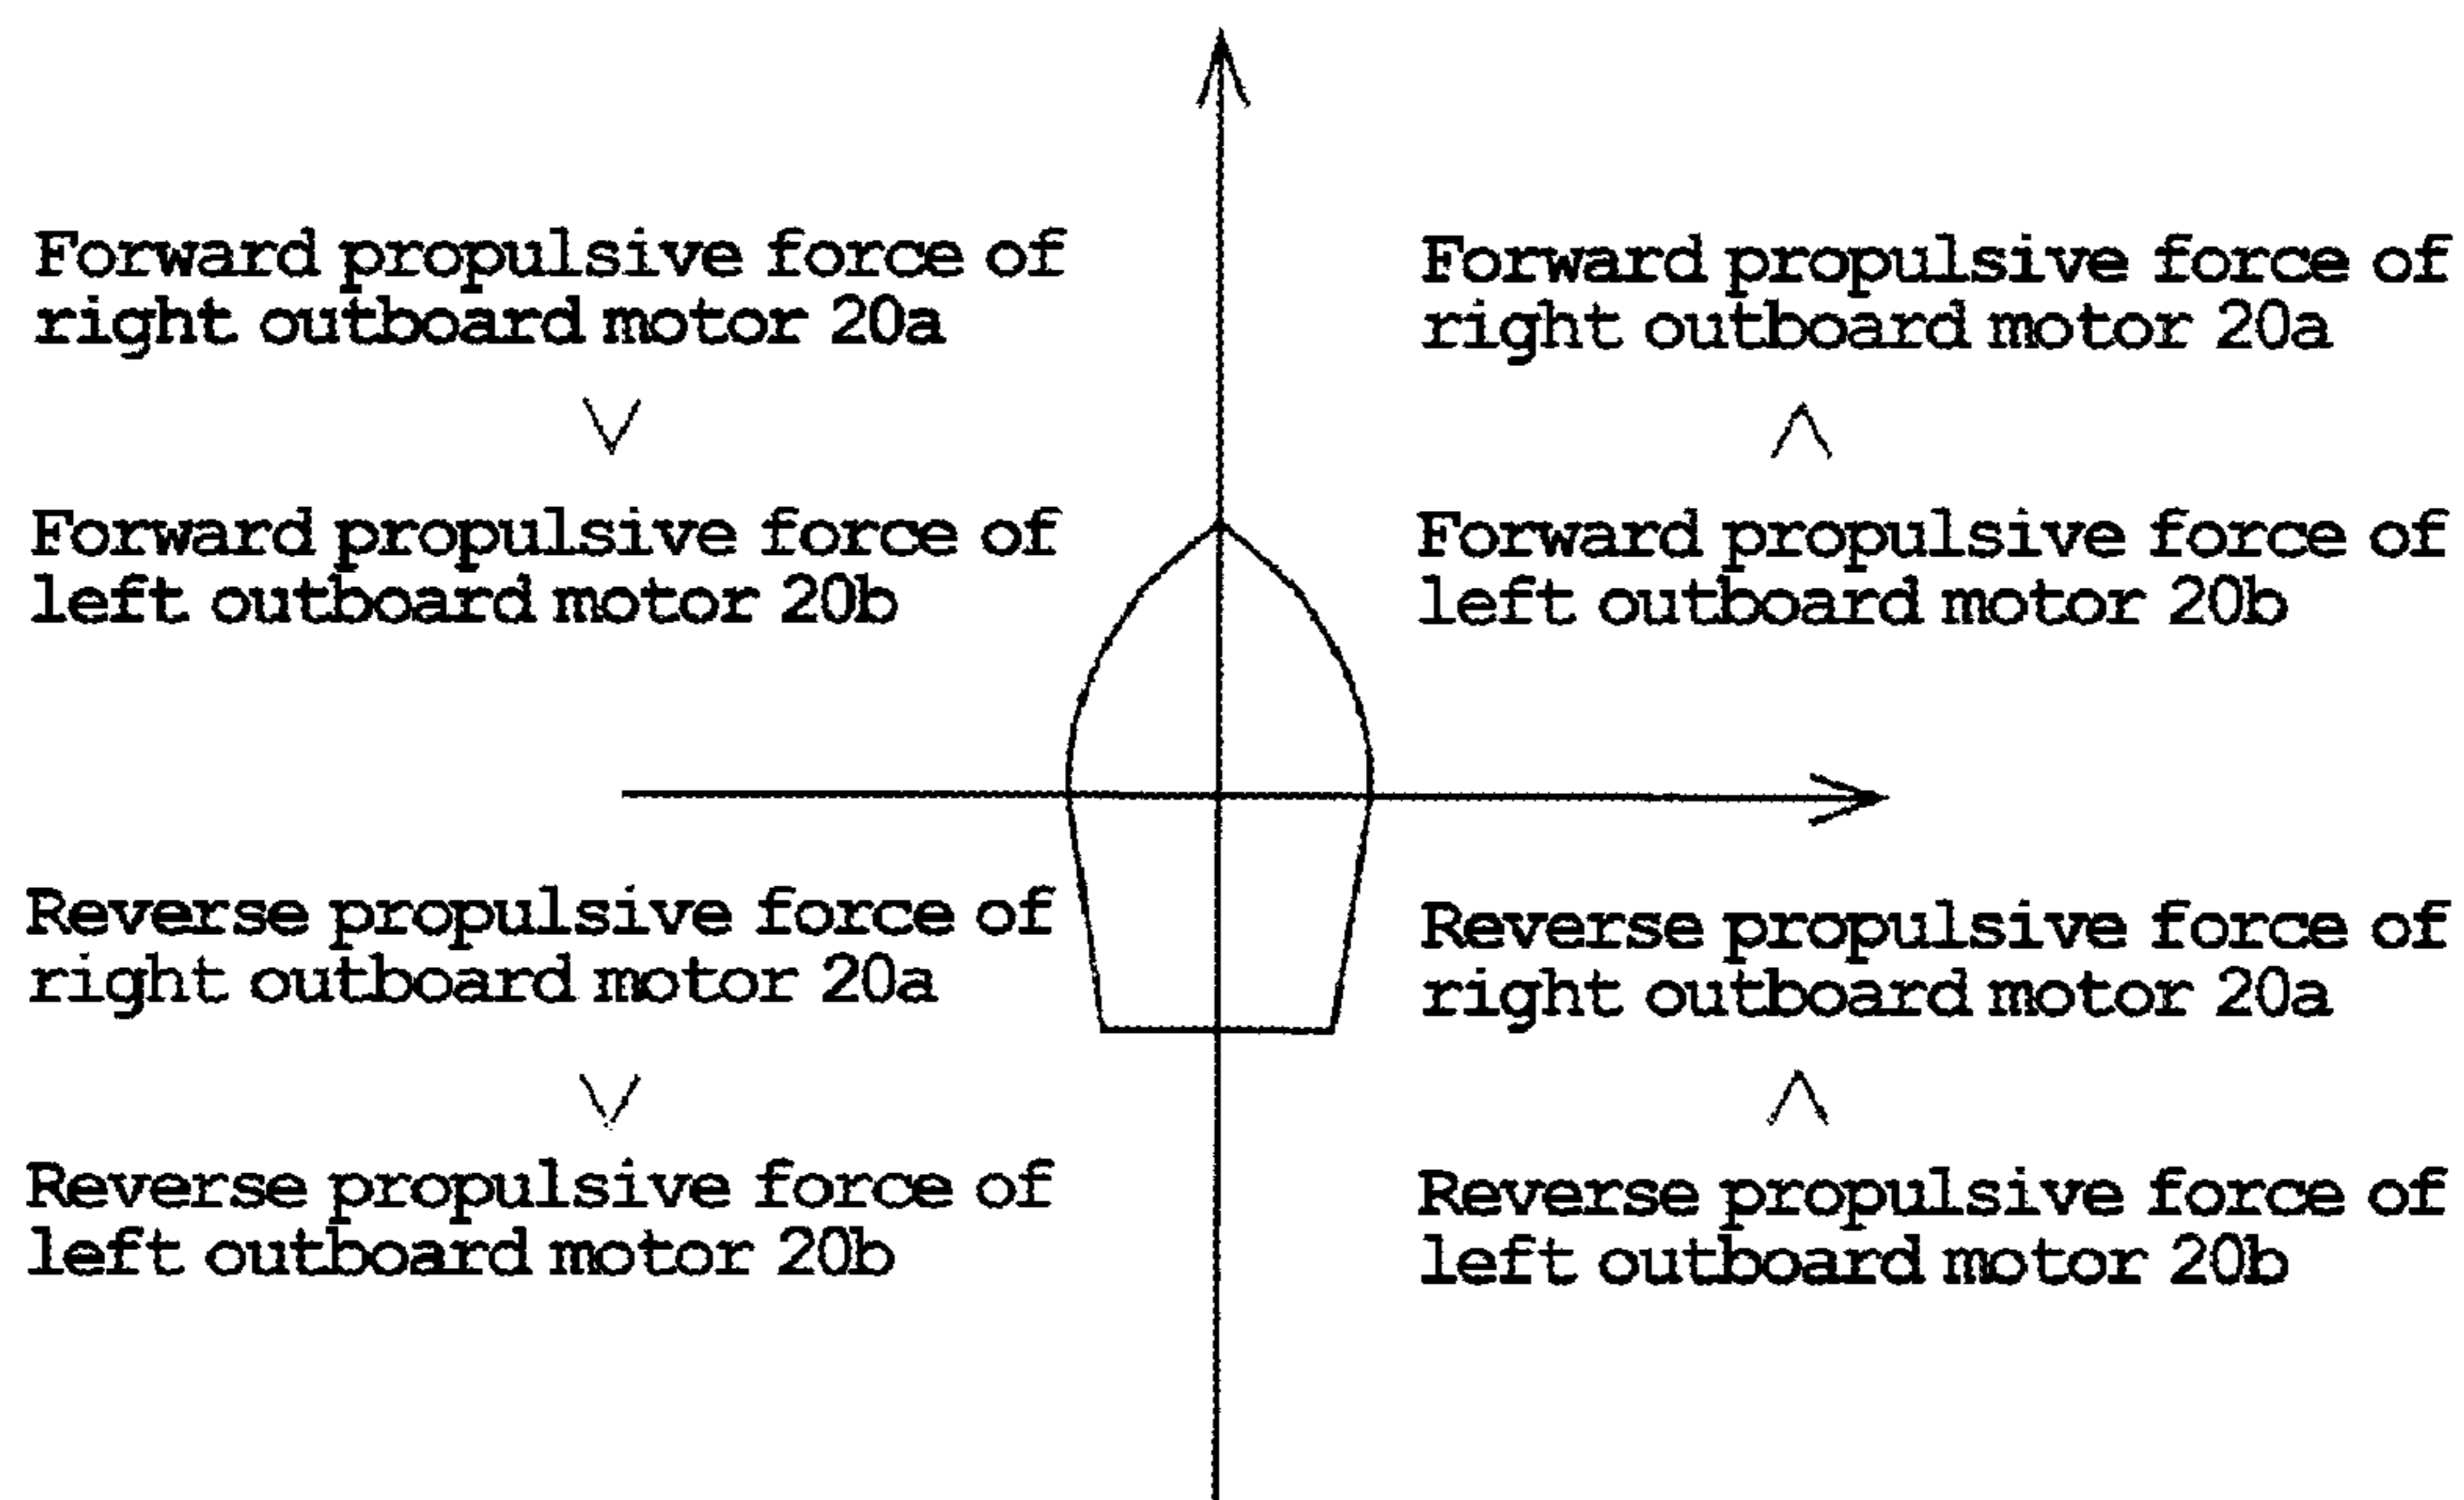 Forward propulsive force of
right outboard motor 20a
∨
Forward propulsive force of
left outboard motor 20b
Forward propulsive force of
right outboard motor 20a
∧
Forward propulsive force of
left outboard motor 20b
Reverse propulsive force of
right outboard motor 20a
∨
Reverse propulsive force of
left outboard motor 20b
Reverse propulsive force of
right outboard motor 20a
∧
Reverse propulsive force of
left outboard motor 20b